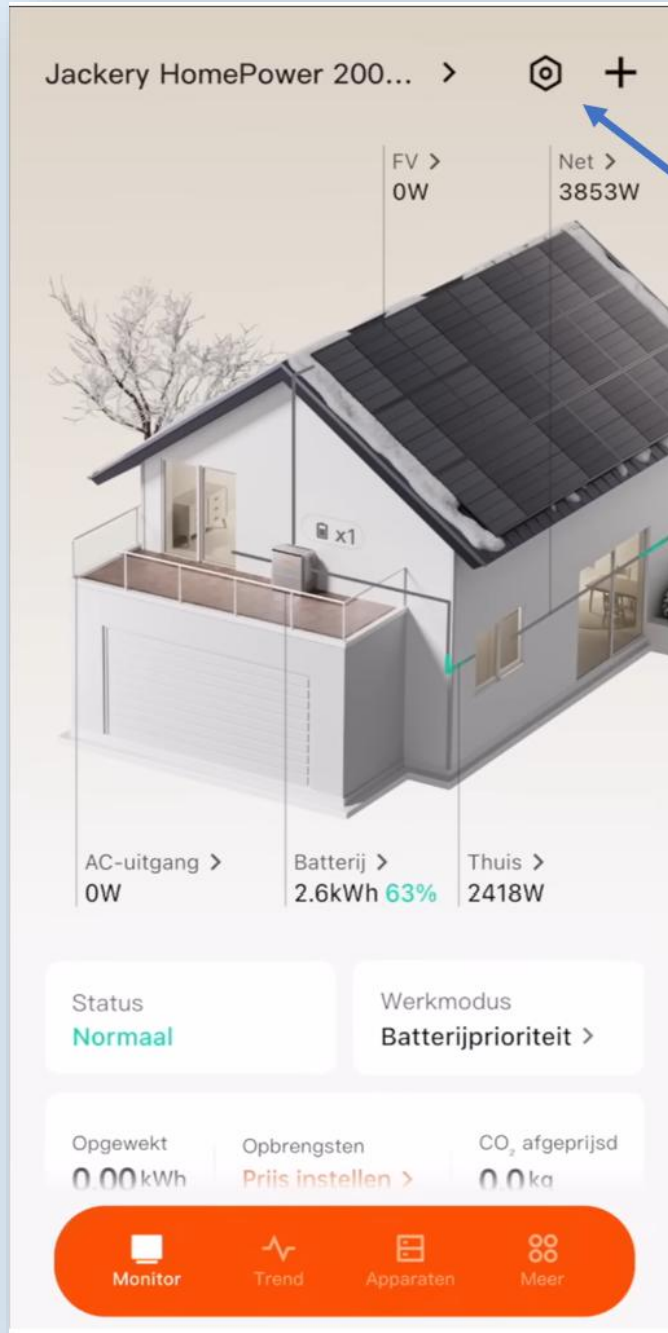 Jackery HomePower 200... >
FV >
0W
Net >
3853W
x1
AC-uitgang >
0W
Batterij >
2.6kWh 63%
Thuis >
2418W
Status
Normaal
Werkmodus
Batterijprioriteit >
Opgewekt
0.00 kWh
Opbrengsten
Prijs instellen >
CO₂ afgeprijsd
0.0 kg
Monitor
Trend
Apparaten
Meer